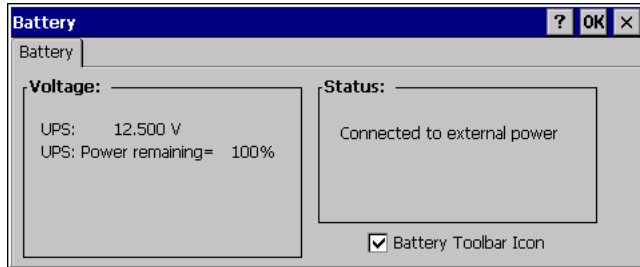 Battery ? OK ×
Battery
Voltage:
UPS: 12.500 V
UPS: Power remaining= 100%
Status:
Connected to external power
Battery Toolbar Icon